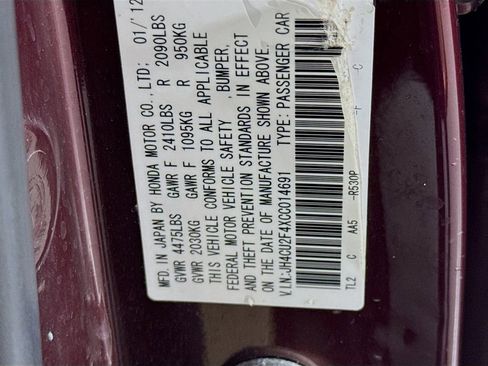 MFD. IN JAPAN BY HONDA MOTOR CO., LTD; 01/'12
GVWR 4475LBS GAWR F 2410LBS R 2090LBS
GVWR 2030KG GAWR F 1095KG R 950KG
THIS VEHICLE CONFORMS TO ALL APPLICABLE
FEDERAL MOTOR VEHICLE SAFETY , BUMPER,
AND THEFT PREVENTION STANDARDS IN EFFECT
ON THE DATE OF MANUFACTURE SHOWN ABOVE.
V.I.N:JH4CU2F4XCC014691 TYPE: PASSENGER CAR
TL2 C AA5 -R530P -F C